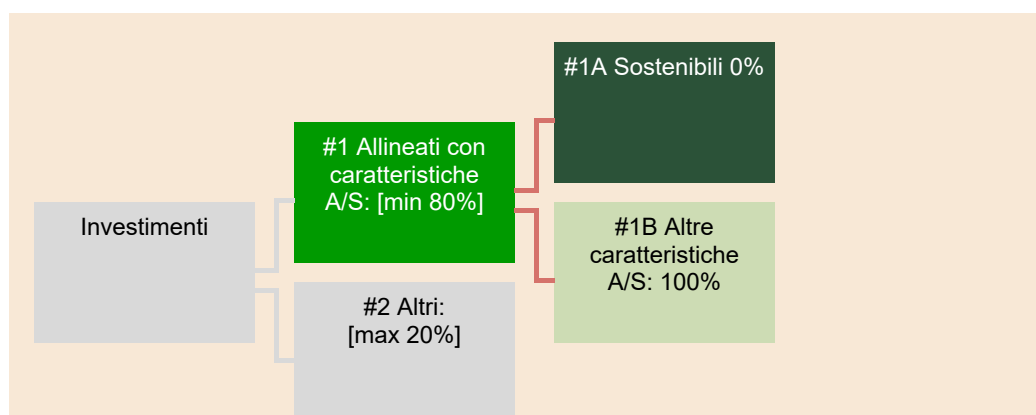 #1A Sostenibili 0%
#1 Allineati con
caratteristiche
A/S: [min 80%]
Investimenti
#1B Altre
caratteristiche
A/S: 100%
#2 Altri:
[max 20%]